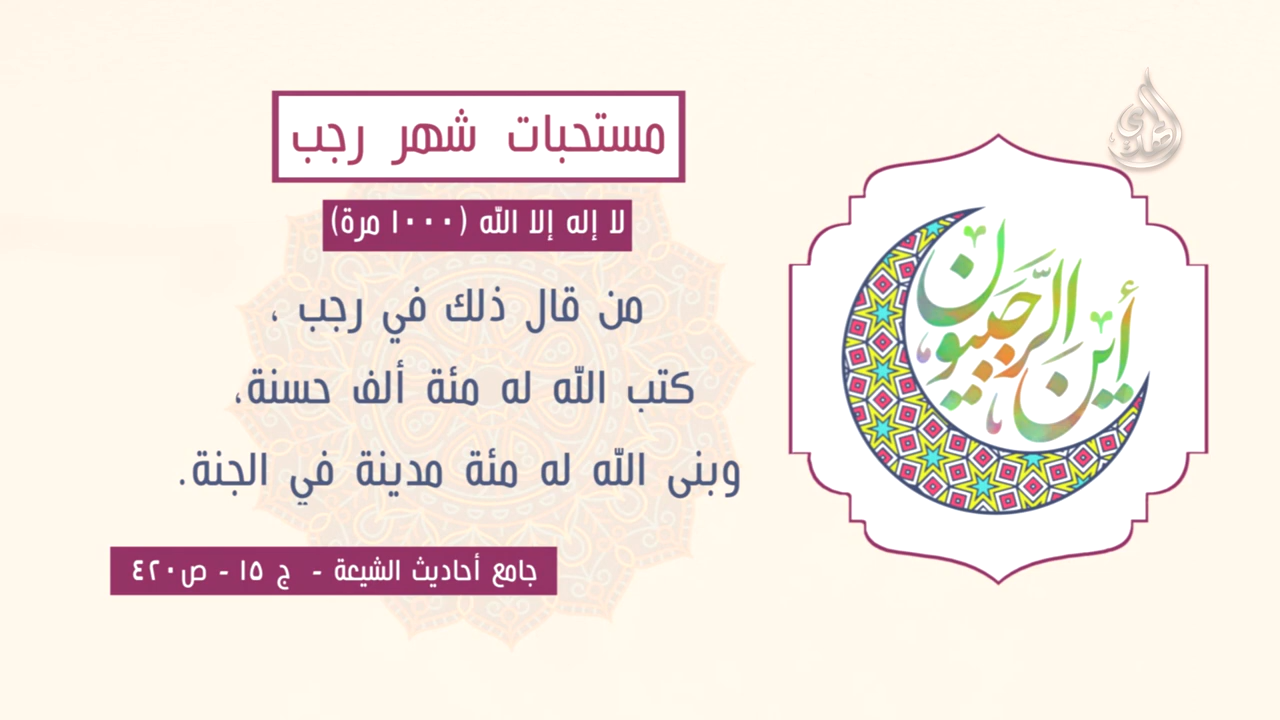 مستحبات شهر رجب
لا إله إلا الله (١٠٠٠ مرة)
من قال ذلك في رجب ،
كتب الله له مئة ألف حسنة،
وبنى الله له مئة مدينة في الجنة.
جامع أحاديث الشيعة - ج ١٥ - ص٤٢٠
أين الرجبيون
الهادي